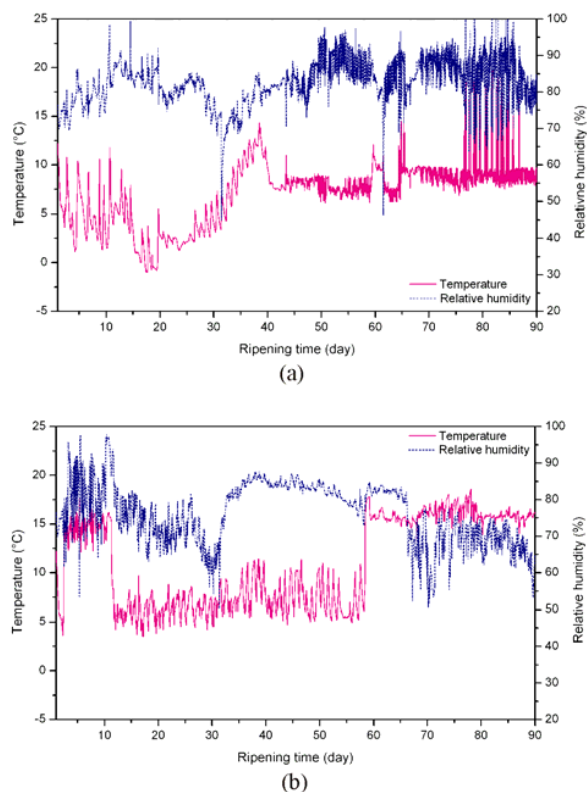 25
20
15
10
5
0
-5
Temperature (°C)
100
90
80
70
60
50
40
30
20
Relativne humidity (%)
Temperature
Relative humidity
10 20 30 40 50 60 70 80 90
Ripening time (day)
(a)
25
20
15
10
5
0
-5
Temperature (°C)
100
90
80
70
60
50
40
30
20
Relative humidity (%)
Temperature
Relative humidity
10 20 30 40 50 60 70 80 90
Ripening time (day)
(b)